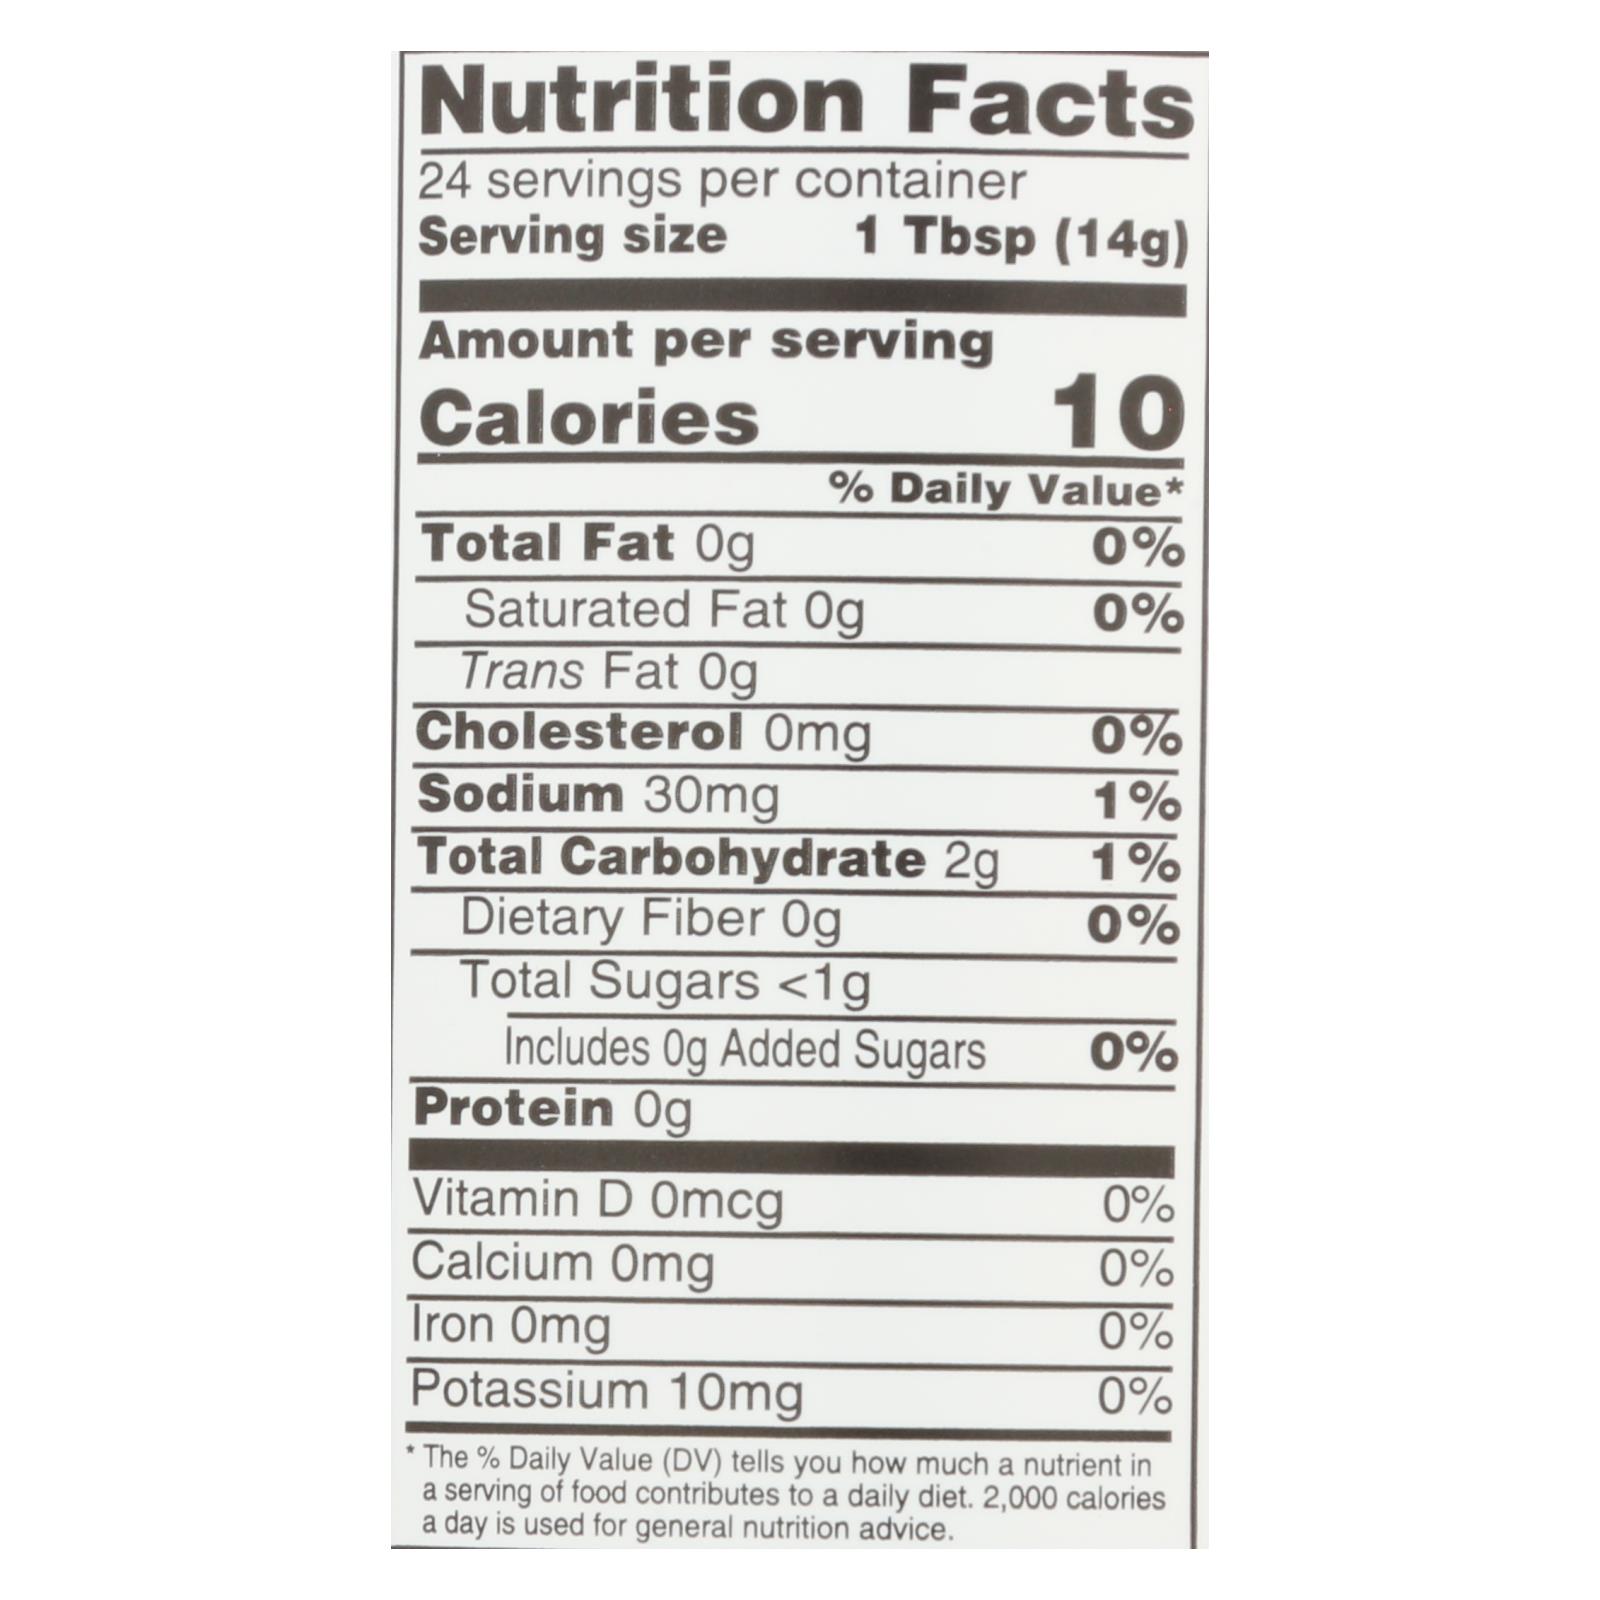 Nutrition Facts
24 servings per container
Serving size 1 Tbsp (14g)
Amount per serving
Calories 10
% Daily Value*
Total Fat 0g 0%
Saturated Fat 0g 0%
Trans Fat 0g
Cholesterol 0mg 0%
Sodium 30mg 1%
Total Carbohydrate 2g 1%
Dietary Fiber 0g 0%
Total Sugars <1g
Includes 0g Added Sugars 0%
Protein 0g
Vitamin D 0mcg 0%
Calcium 0mg 0%
Iron 0mg 0%
Potassium 10mg 0%
* The % Daily Value (DV) tells you how much a nutrient in
a serving of food contributes to a daily diet. 2,000 calories
a day is used for general nutrition advice.